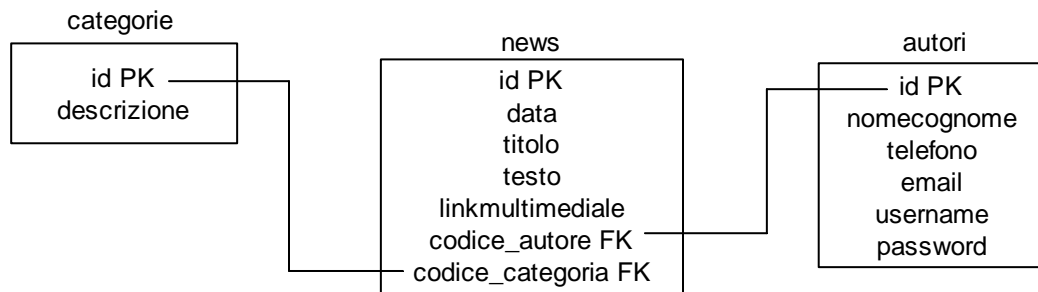 categorie
id PK
descrizione
news
id PK
data
titolo
testo
linkmultimediale
codice_autore FK
codice_categoria FK
autori
id PK
nomecognome
telefono
email
username
password